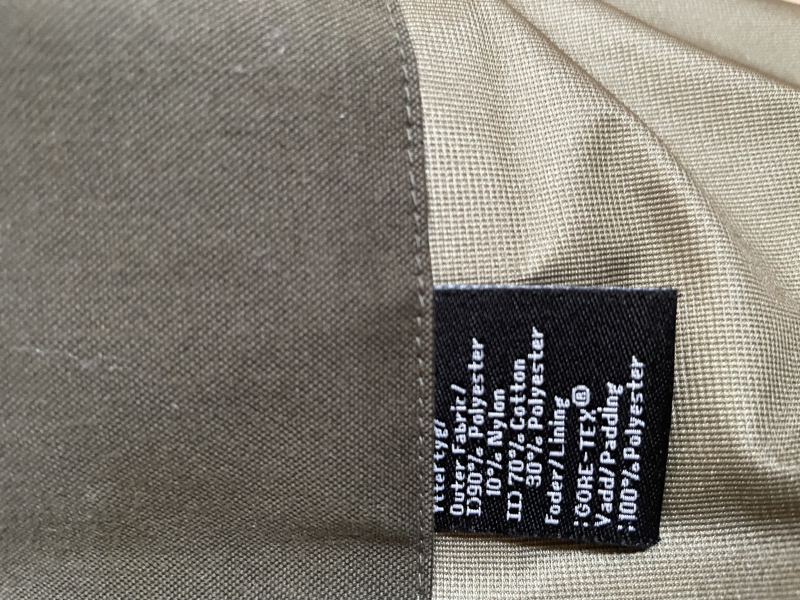 Yttertyg/
Outer Fabric/
I)90% Polyester
10% Nylon
II) 70% Cotton
30% Polyester
Foder/Lining
:GORE-TEX®
Vadd/Padding
:100% Polyester